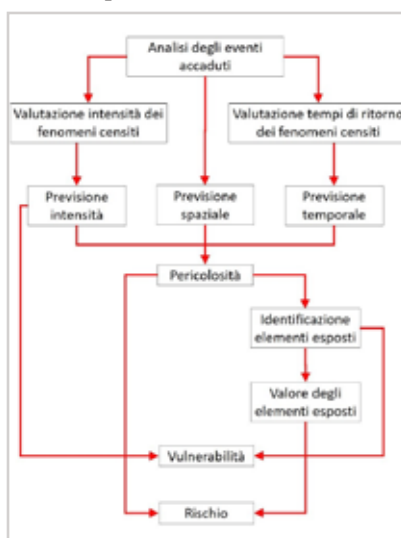 Analisi degli eventi
accaduti
Valutazione intensità dei
fenomeni censiti
Valutazione tempi di ritorno
dei fenomeni censiti
Previsione
intensità
Previsione
spaziale
Previsione
temporale
Pericolosità
Identificazione
elementi esposti
Valore degli
elementi esposti
Vulnerabilità
Rischio